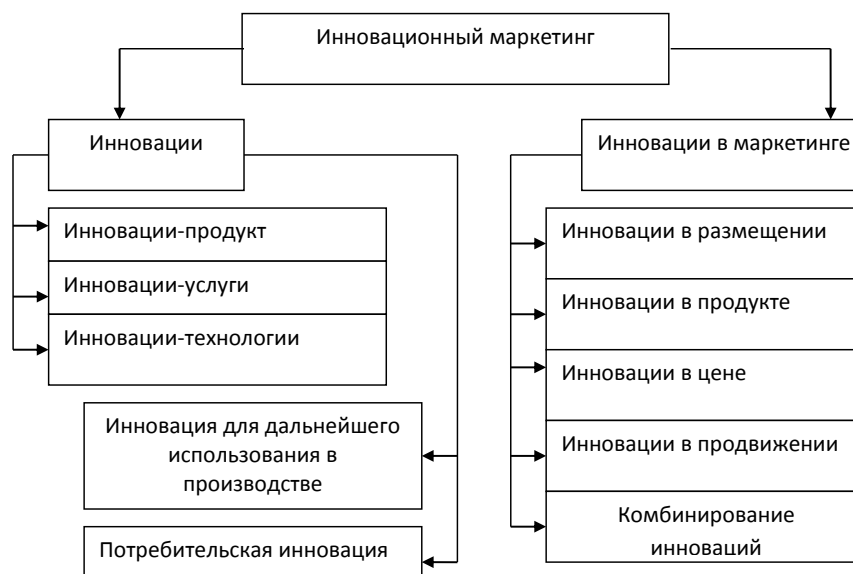 Инновационный маркетинг
Инновации
Инновации-продукт
Инновации-услуги
Инновации-технологии
Инновация для дальнейшего
использования в
производстве
Потребительская инновация
Инновации в маркетинге
Инновации в размещении
Инновации в продукте
Инновации в цене
Инновации в продвижении
Комбинирование
инноваций